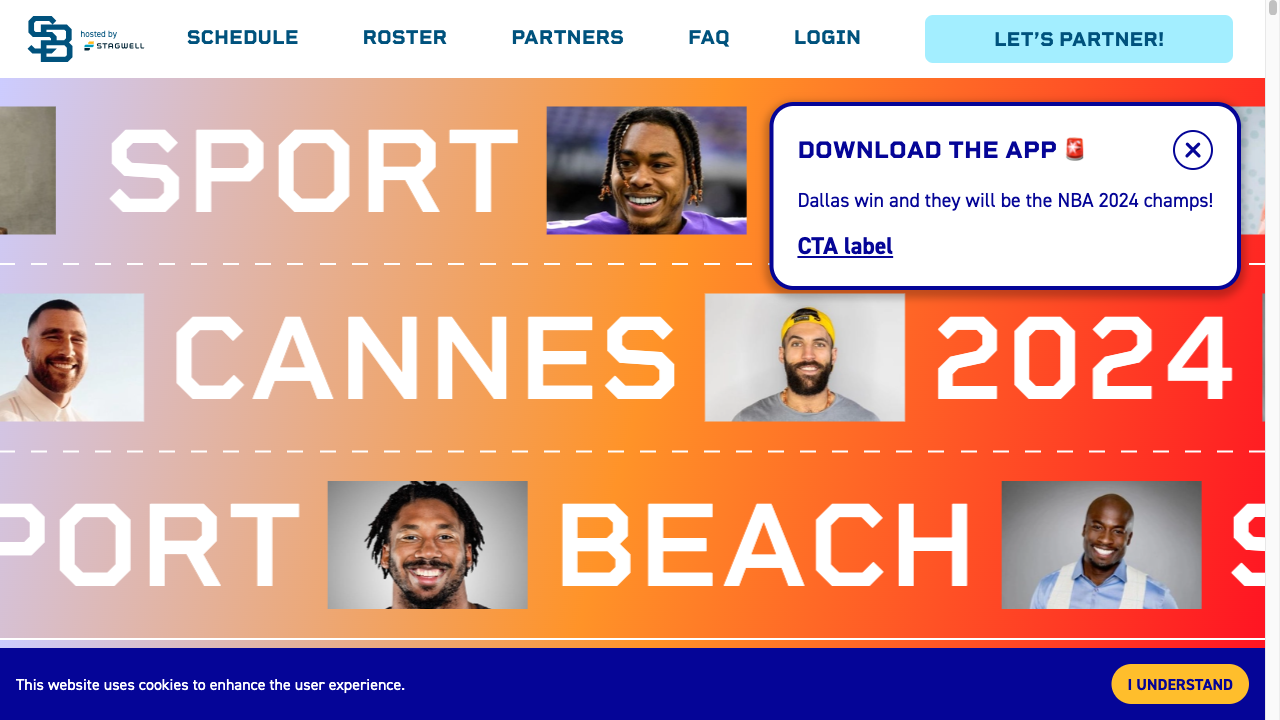 SB hosted by
STAGWELL
SCHEDULE ROSTER PARTNERS FAQ LOGIN LET'S PARTNER!
SPORT
DOWNLOAD THE APP 🚨
Dallas win and they will be the NBA 2024 champs!
CTA label
CANNES 2024
PORT BEACH S
This website uses cookies to enhance the user experience.
I UNDERSTAND